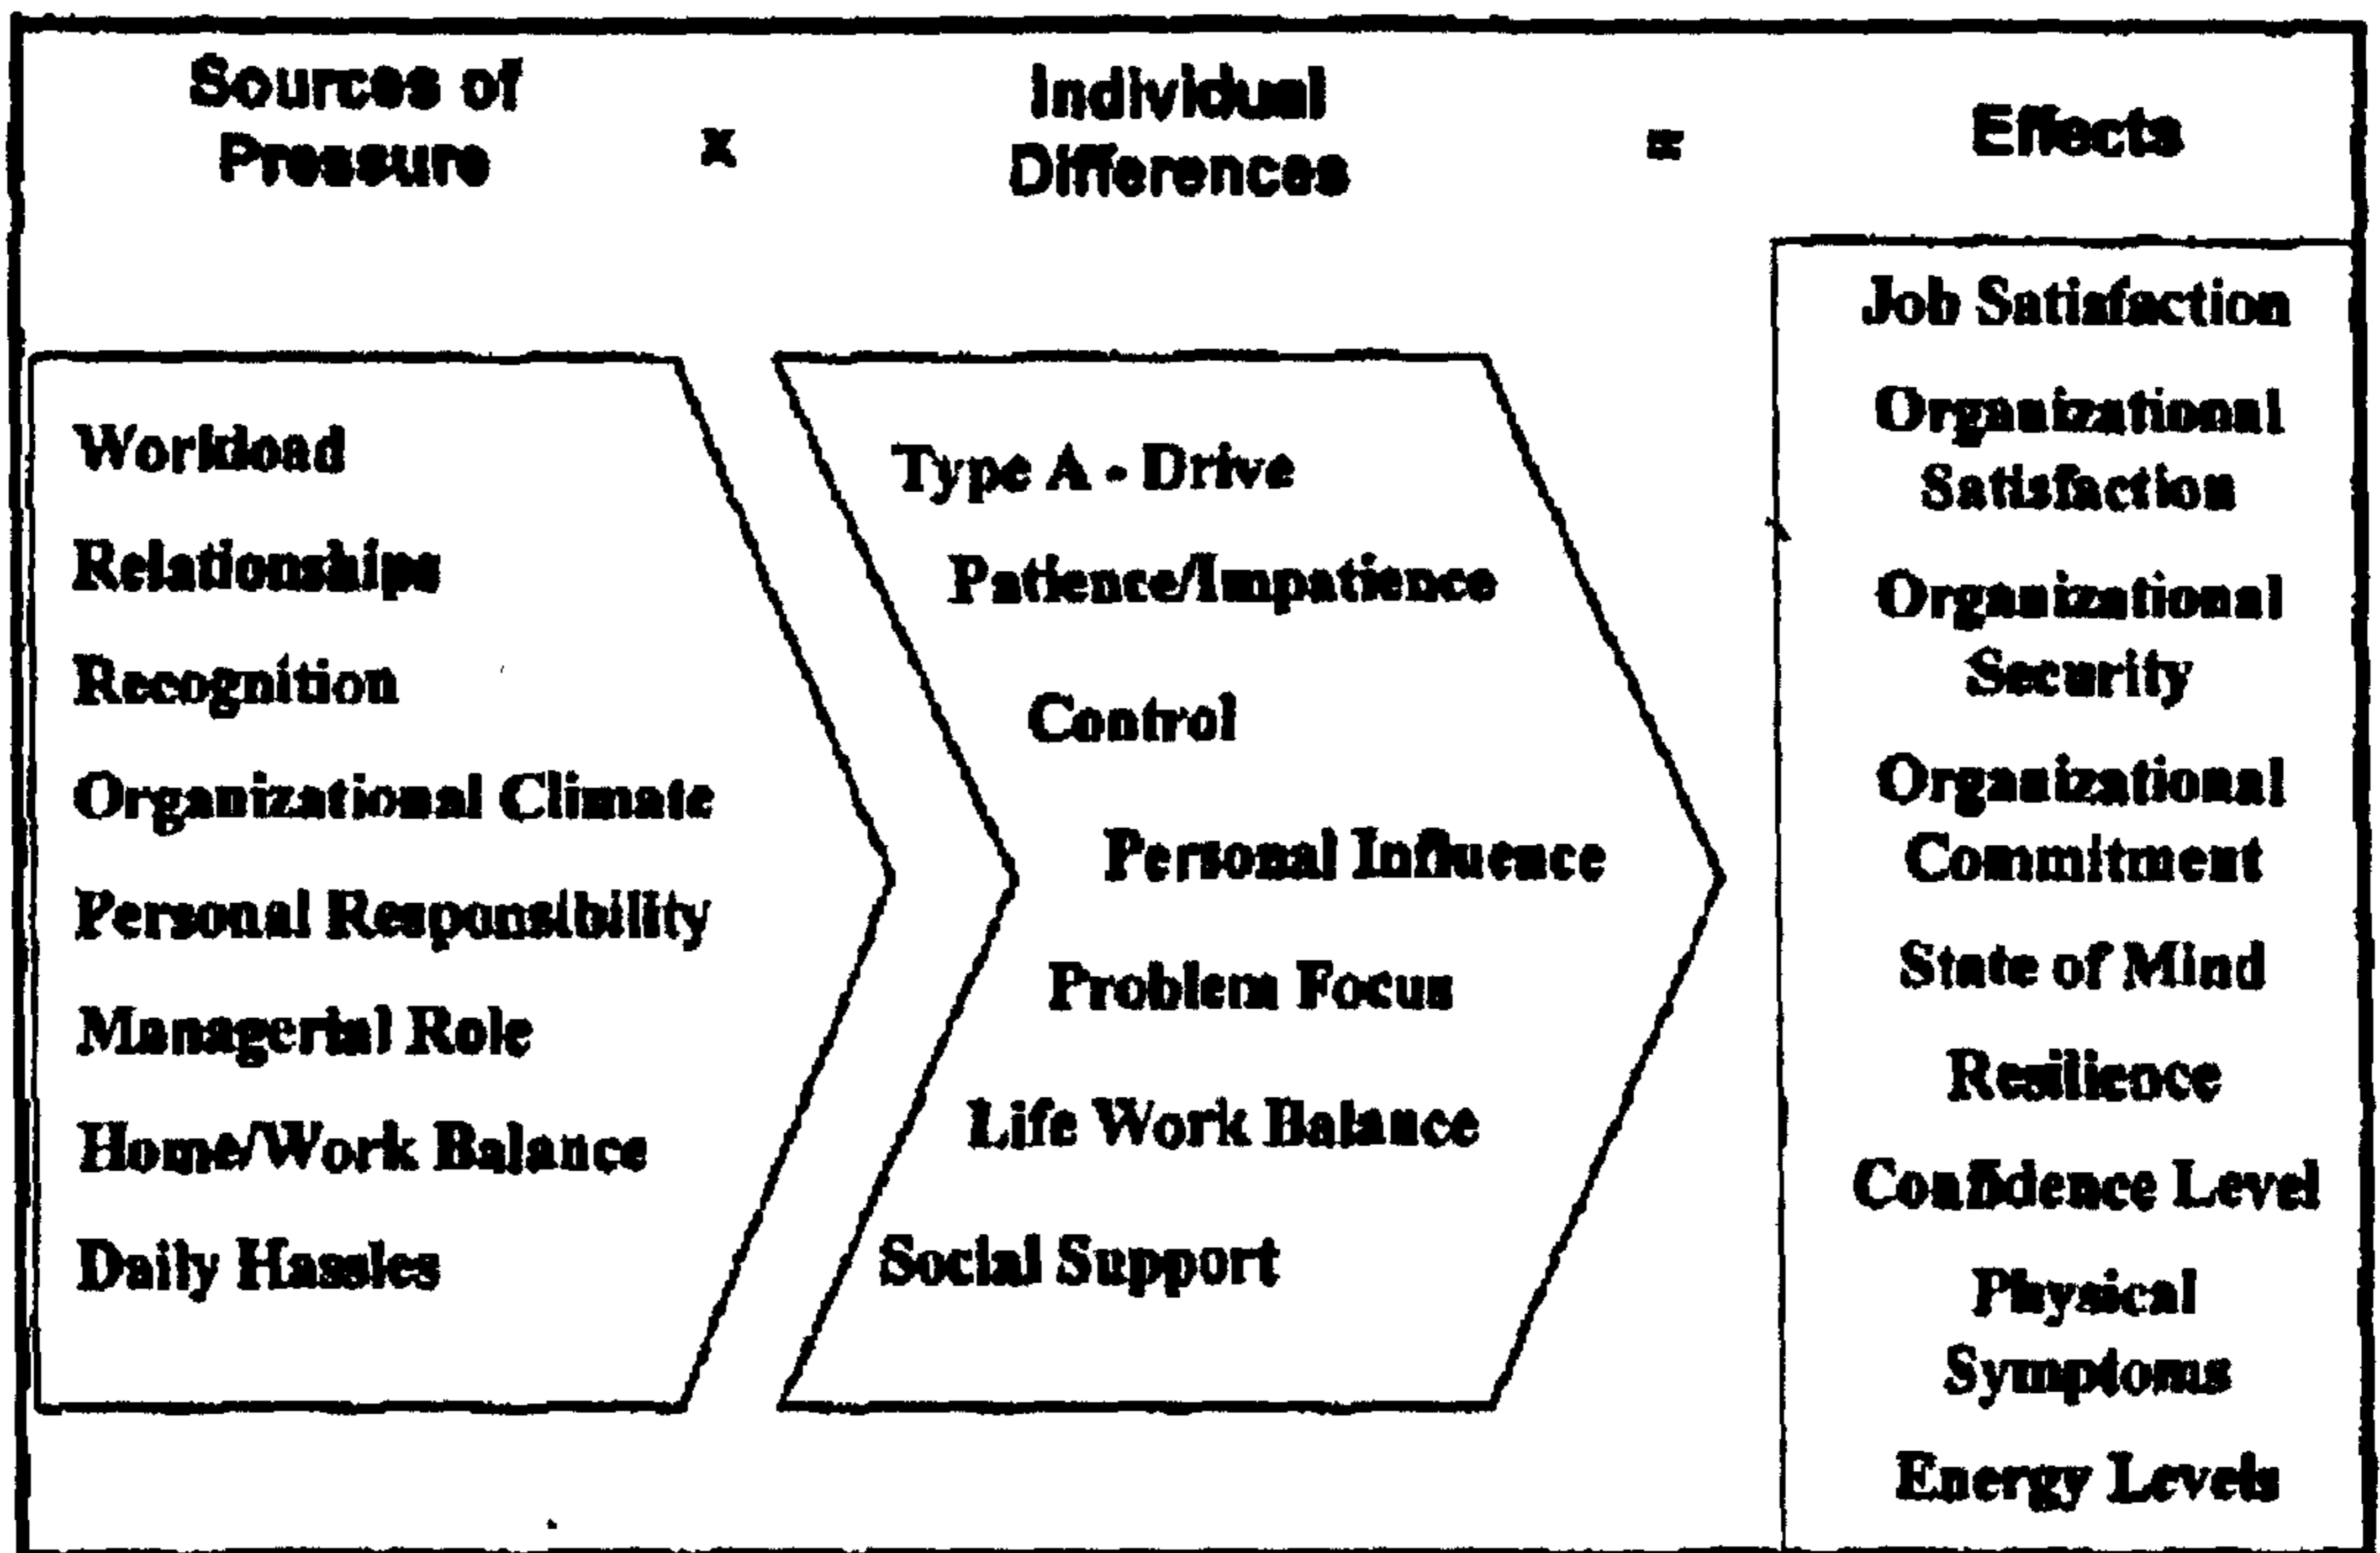 Sources of
Pressure
x
Individual
Differences
=
Effects
Workload
Relationships
Recognition
Organizational Climate
Personal Responsibility
Managerial Role
Home/Work Balance
Daily Hassles
Type A - Drive
Patience/Impatience
Control
Personal Influence
Problem Focus
Life Work Balance
Social Support
Job Satisfaction
Organizational
Satisfaction
Organizational
Security
Organizational
Commitment
State of Mind
Resilience
Confidence Level
Physical
Symptoms
Energy Levels